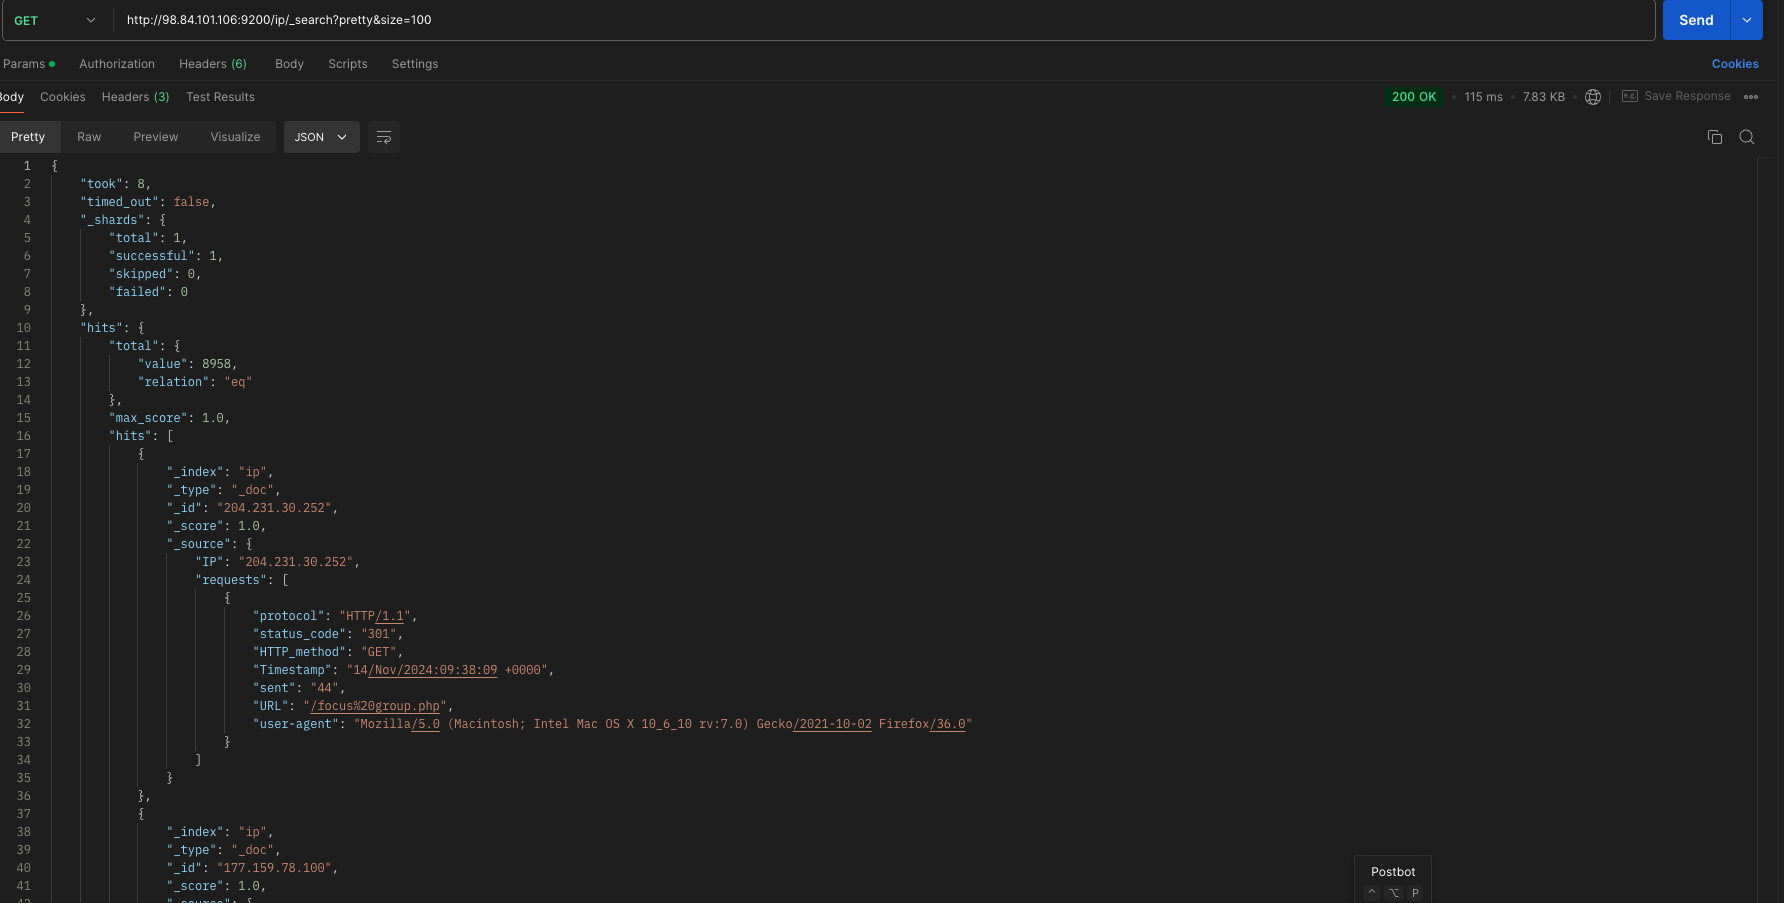 GET http://98.84.101.106:9200/ip/_search?pretty&size=100 Send
Params Authorization Headers (6) Body Scripts Settings Cookies
Body Cookies Headers (3) Test Results 200 OK 115 ms 7.83 KB Save Response
Pretty Raw Preview Visualize JSON
1 {
2 "took": 8,
3 "timed_out": false,
4 "_shards": {
5 "total": 1,
6 "successful": 1,
7 "skipped": 0,
8 "failed": 0
9 },
10 "hits": {
11 "total": {
12 "value": 8958,
13 "relation": "eq"
14 },
15 "max_score": 1.0,
16 "hits": [
17 {
18 "_index": "ip",
19 "_type": "_doc",
20 "_id": "204.231.30.252",
21 "_score": 1.0,
22 "_source": {
23 "IP": "204.231.30.252",
24 "requests": [
25 {
26 "protocol": "HTTP/1.1",
27 "status_code": "301",
28 "HTTP_method": "GET",
29 "Timestamp": "14/Nov/2024:09:38:09 +0000",
30 "sent": "44",
31 "URL": "/focus%20group.php",
32 "user-agent": "Mozilla/5.0 (Macintosh; Intel Mac OS X 10_6_10 rv:7.0) Gecko/2021-10-02 Firefox/36.0"
33 }
34 ]
35 }
36 },
37 {
38 "_index": "ip",
39 "_type": "_doc",
40 "_id": "177.159.78.100",
41 "_score": 1.0,
42 "_source": {
Postbot
^ ⌥ P